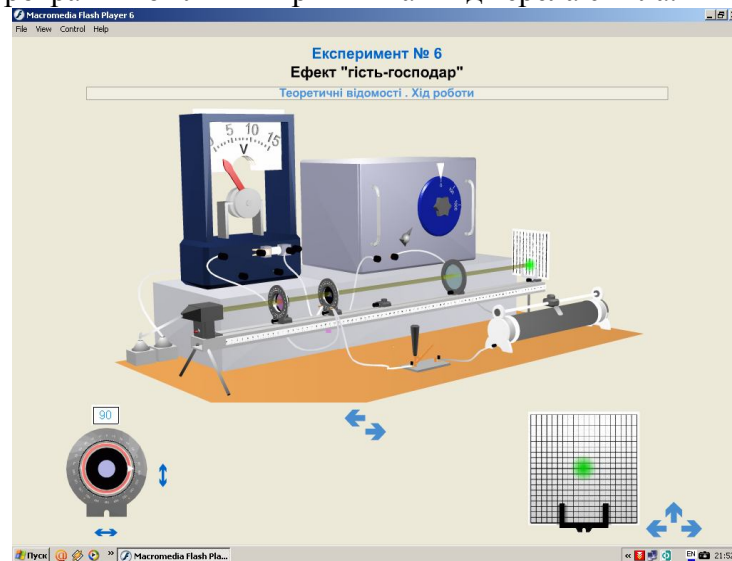 Macromedia Flash Player 6
File View Control Help
Експеримент № 6
Ефект "гість-господар"
Теоретичні відомості . Хід роботи
0 5 10 15
V
90
Пуск
Macromedia Flash Pla...
EN